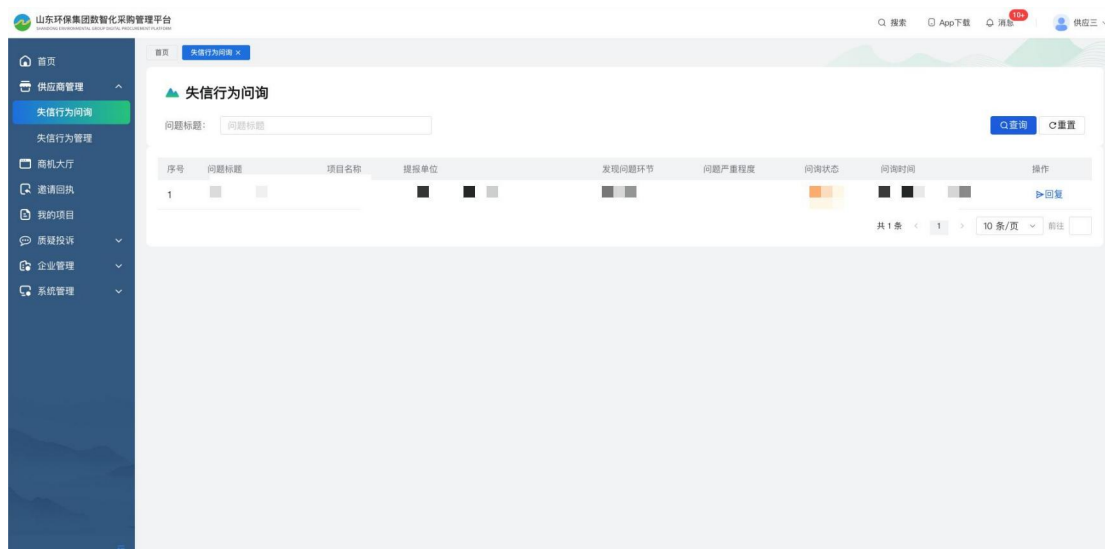 山东环保集团数智化采购管理平台
SHANDONG ENVIRONMENTAL GROUP DIGITAL PROCUREMENT PLATFORM
搜索 App下载 消息 10+ 供应三
首页 失信行为问询 ×
首页
供应商管理
失信行为问询
失信行为管理
商机大厅
邀请回执
我的项目
质疑投诉
企业管理
系统管理
失信行为问询
问题标题: 问题标题 查询 重置
序号 问题标题 项目名称 提报单位 发现问题环节 问题严重程度 问询状态 问询时间 操作
1 回复
共 1 条 < 1 > 10 条/页 前往